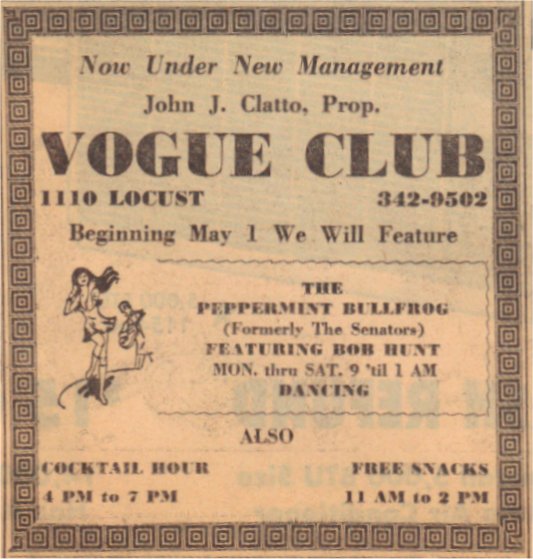 Now Under New Management
John J. Clatto, Prop.
VOGUE CLUB
1110 LOCUST 342-9502
Beginning May 1 We Will Feature
THE
PEPPERMINT BULLFROG
(Formerly The Senators)
FEATURING BOB HUNT
MON. thru SAT. 9 'til 1 AM
DANCING
ALSO
COCKTAIL HOUR FREE SNACKS
4 PM to 7 PM 11 AM to 2 PM